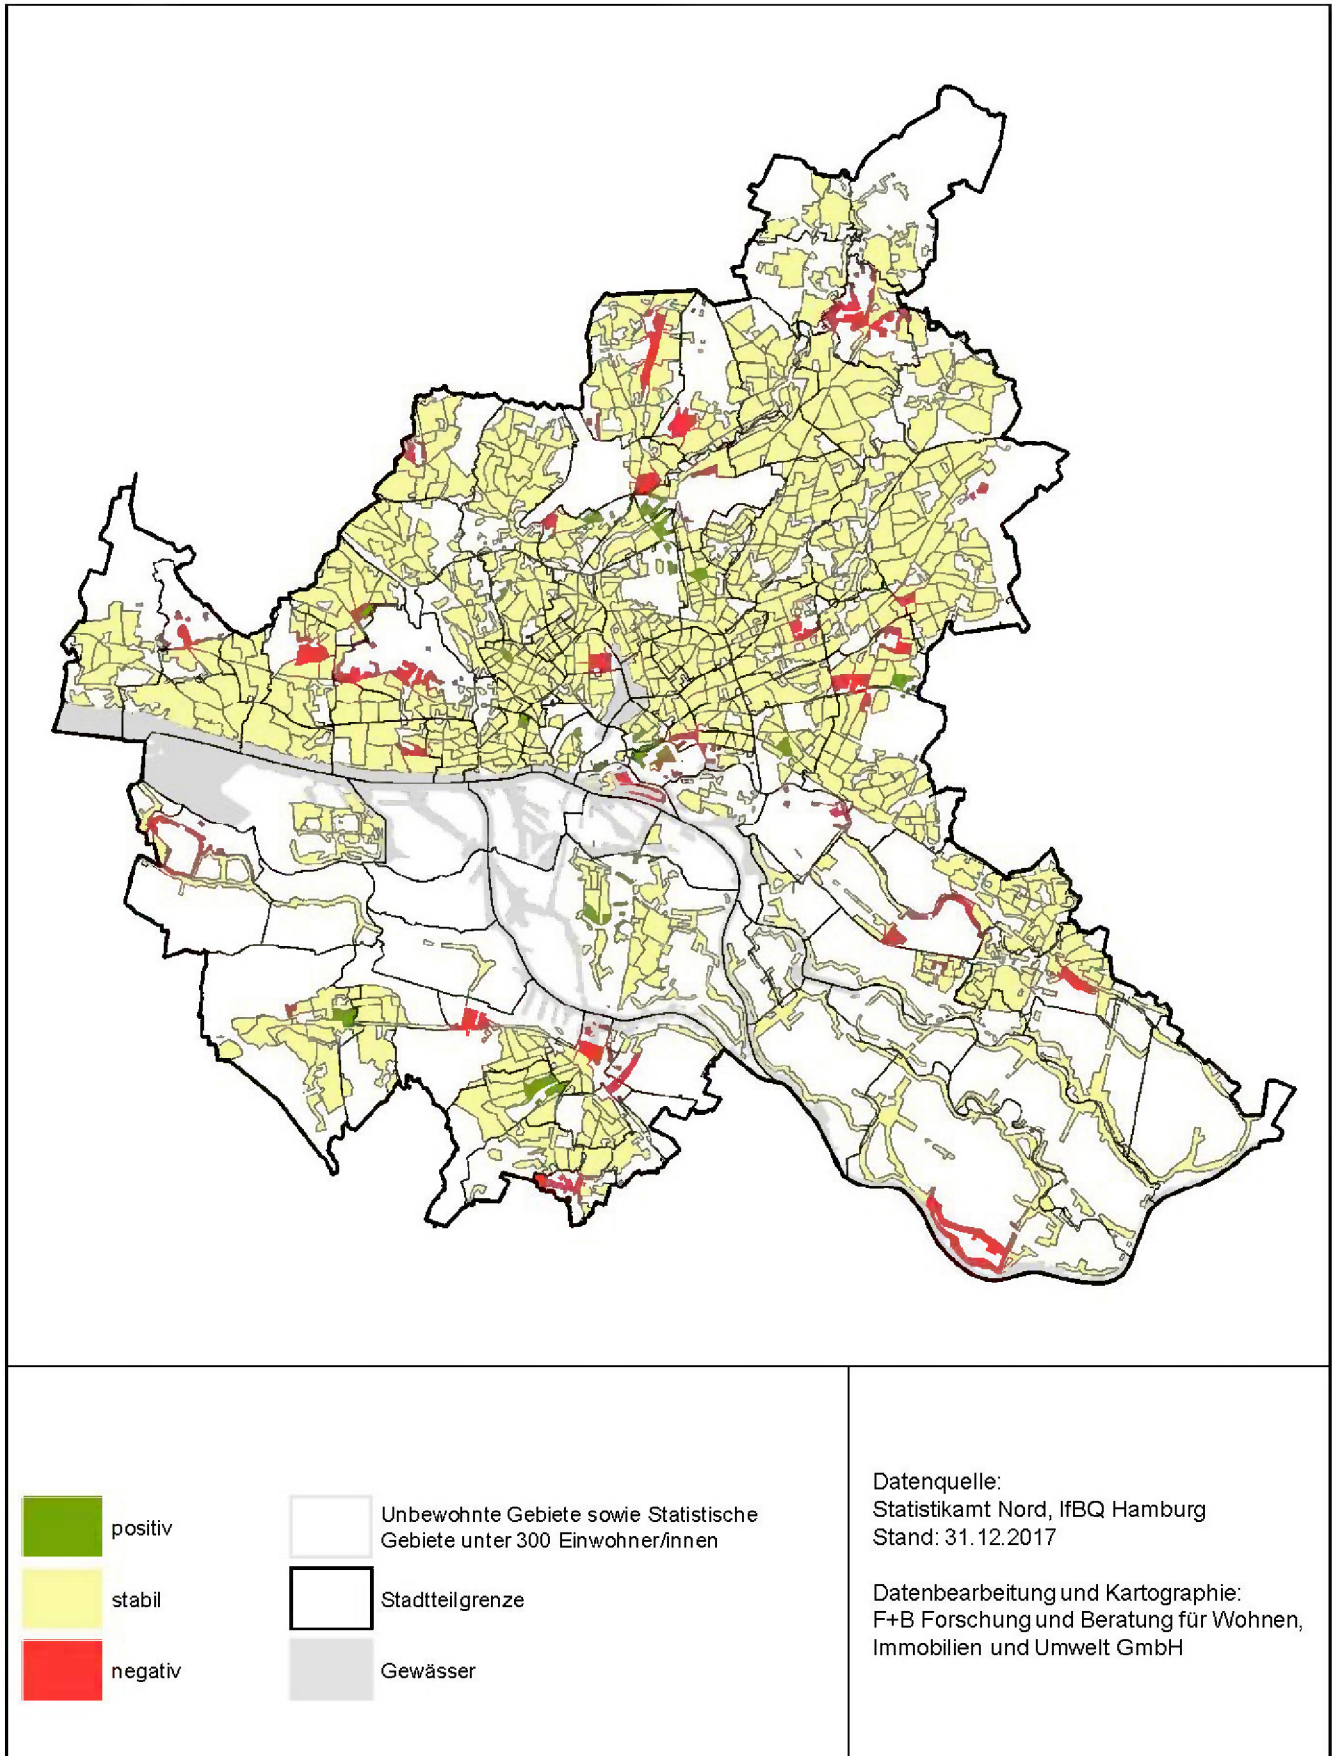 positiv
stabil
negativ
Unbewohnte Gebiete sowie Statistische
Gebiete unter 300 Einwohner/innen
Stadtteilgrenze
Gewässer
Datenquelle:
Statistikamt Nord, IfBQ Hamburg
Stand: 31.12.2017
Datenbearbeitung und Kartographie:
F+B Forschung und Beratung für Wohnen,
Immobilien und Umwelt GmbH